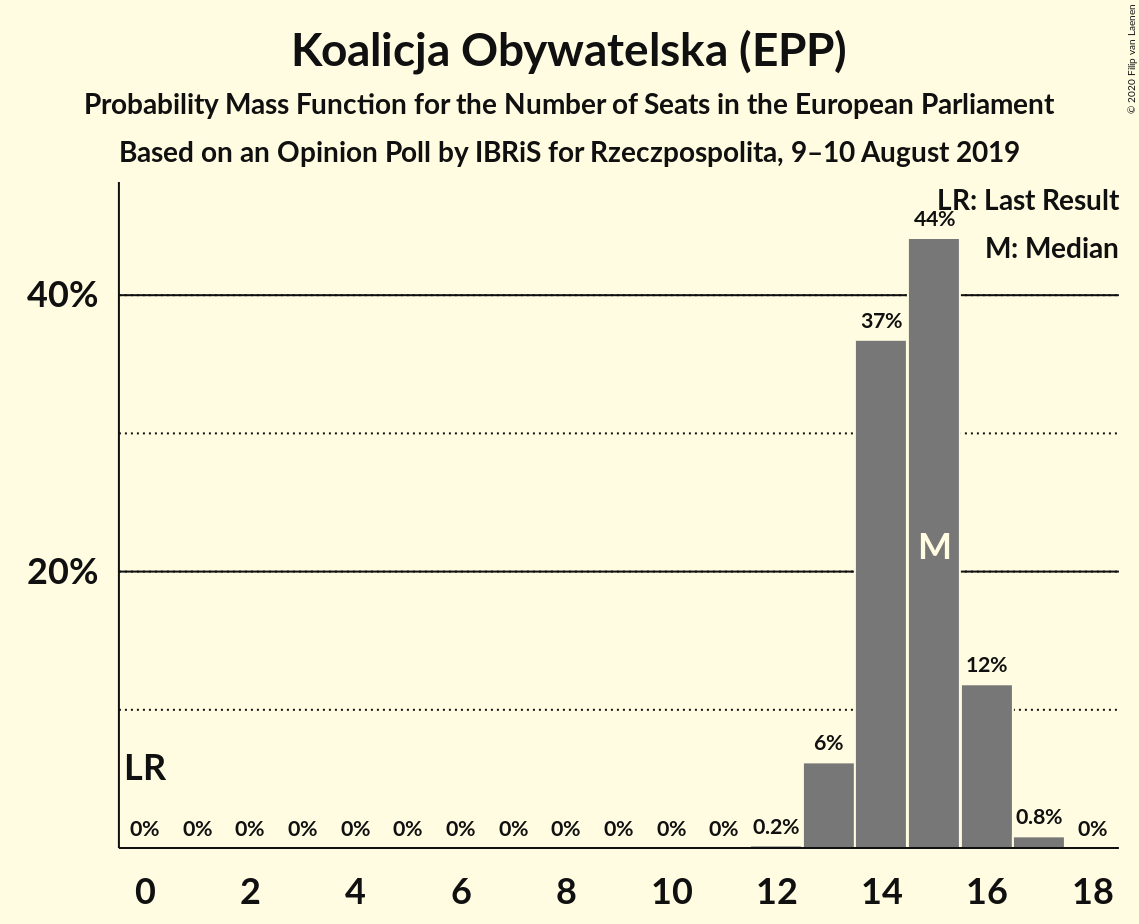 Koalicja Obywatelska (EPP)
Probability Mass Function for the Number of Seats in the European Parliament
Based on an Opinion Poll by IBRiS for Rzeczpospolita, 9–10 August 2019
© 2020 Filip van Laenen
LR: Last Result
M: Median
44%
40%
37%
M
20%
12%
6%
LR
0% 0% 0% 0% 0% 0% 0% 0% 0% 0% 0% 0% 0.2% 0.8% 0%
0 2 4 6 8 10 12 14 16 18